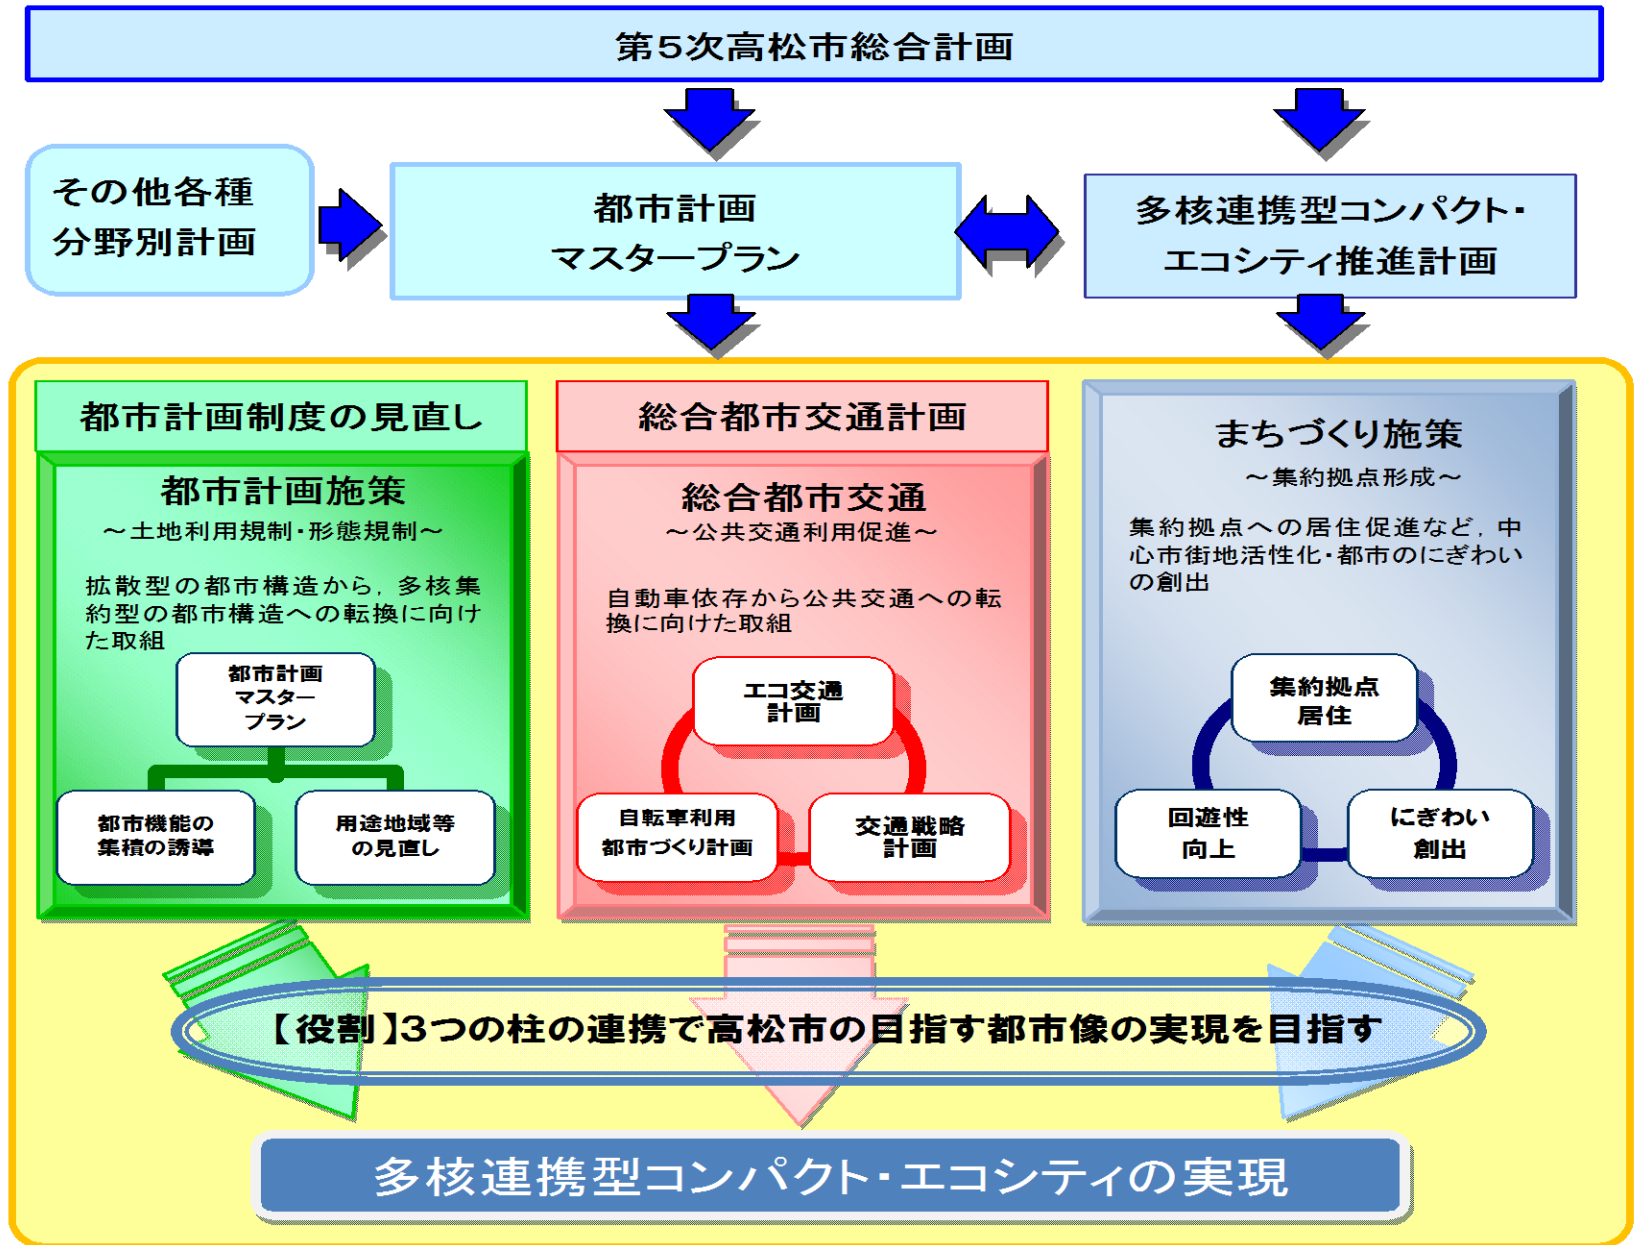 第5次高松市総合計画
その他各種
分野別計画
都市計画
マスタープラン
多核連携型コンパクト・
エコシティ推進計画
都市計画制度の見直し
都市計画施策
～土地利用規制・形態規制～
拡散型の都市構造から，多核集
約型の都市構造への転換に向け
た取組
都市計画
マスター
プラン
都市機能の
集積の誘導
用途地域等
の見直し
総合都市交通計画
総合都市交通
～公共交通利用促進～
自動車依存から公共交通への転
換に向けた取組
エコ交通
計画
自転車利用
都市づくり計画
交通戦略
計画
まちづくり施策
～集約拠点形成～
集約拠点への居住促進など，中
心市街地活性化・都市のにぎわい
の創出
集約拠点
居住
回遊性
向上
にぎわい
創出
【役割】3つの柱の連携で高松市の目指す都市像の実現を目指す
多核連携型コンパクト・エコシティの実現